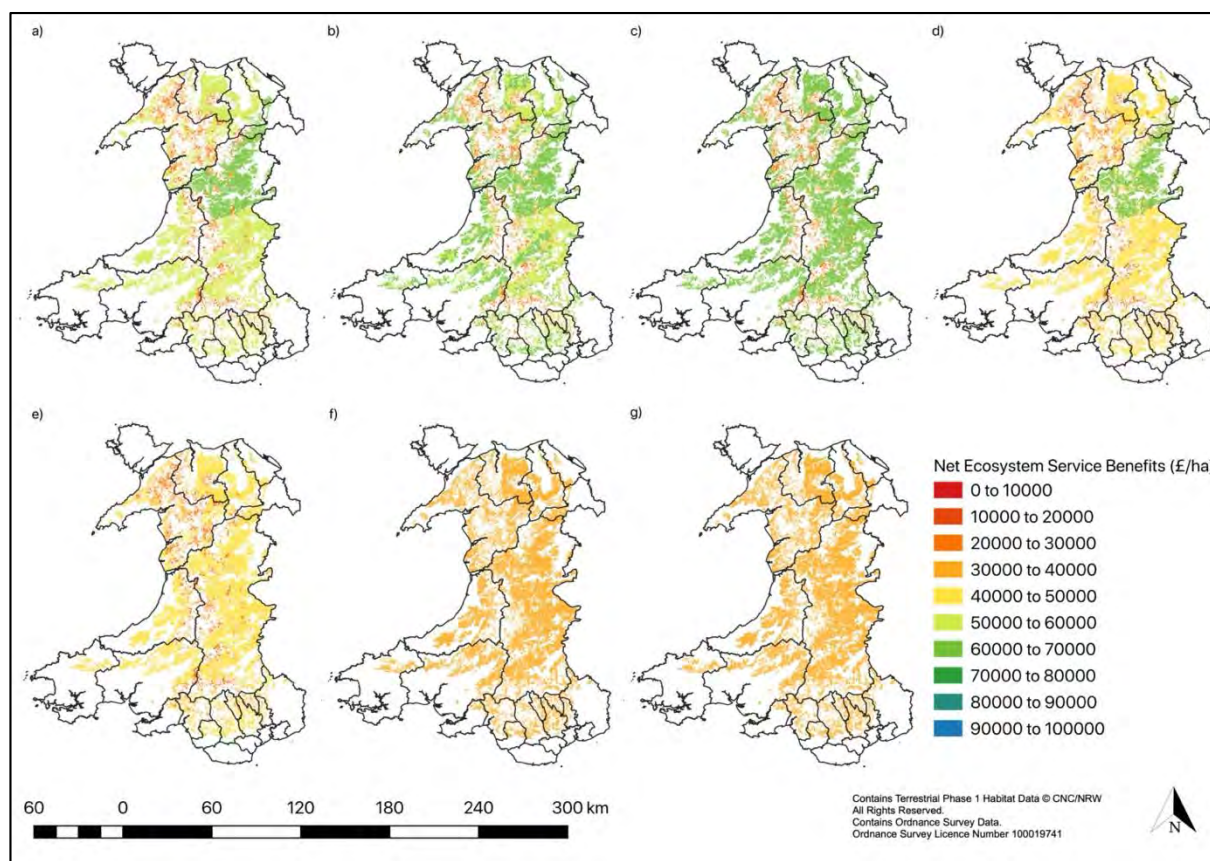 a)
b)
c)
d)
e)
f)
g)
Net Ecosystem Service Benefits (£/ha)
0 to 10000
10000 to 20000
20000 to 30000
30000 to 40000
40000 to 50000
50000 to 60000
60000 to 70000
70000 to 80000
80000 to 90000
90000 to 100000
60 0 60 120 180 240 300 km
Contains Terrestrial Phase 1 Habitat Data © CNC/NRW
All Rights Reserved.
Contains Ordnance Survey Data.
Ordnance Survey Licence Number 100019741
N